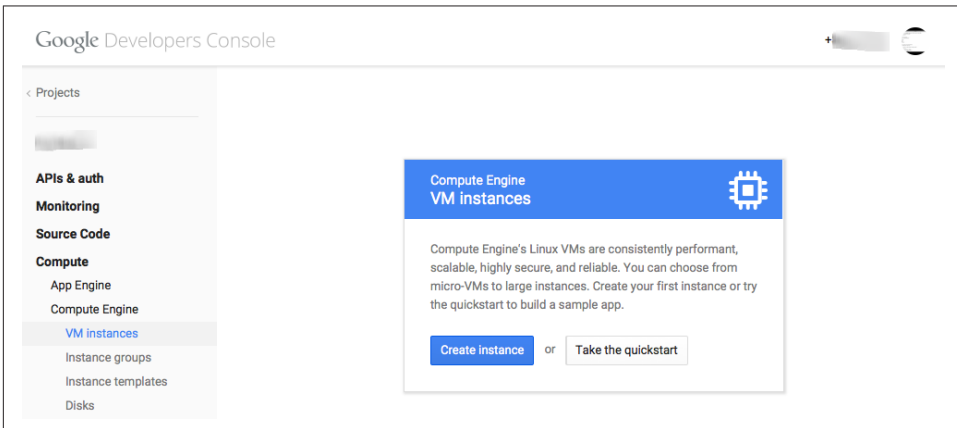 Google Developers Console
+
< Projects
APIs & auth
Monitoring
Source Code
Compute
App Engine
Compute Engine
VM instances
Instance groups
Instance templates
Disks
Compute Engine
VM instances
Compute Engine's Linux VMs are consistently performant,
scalable, highly secure, and reliable. You can choose from
micro-VMs to large instances. Create your first instance or try
the quickstart to build a sample app.
Create instance or Take the quickstart